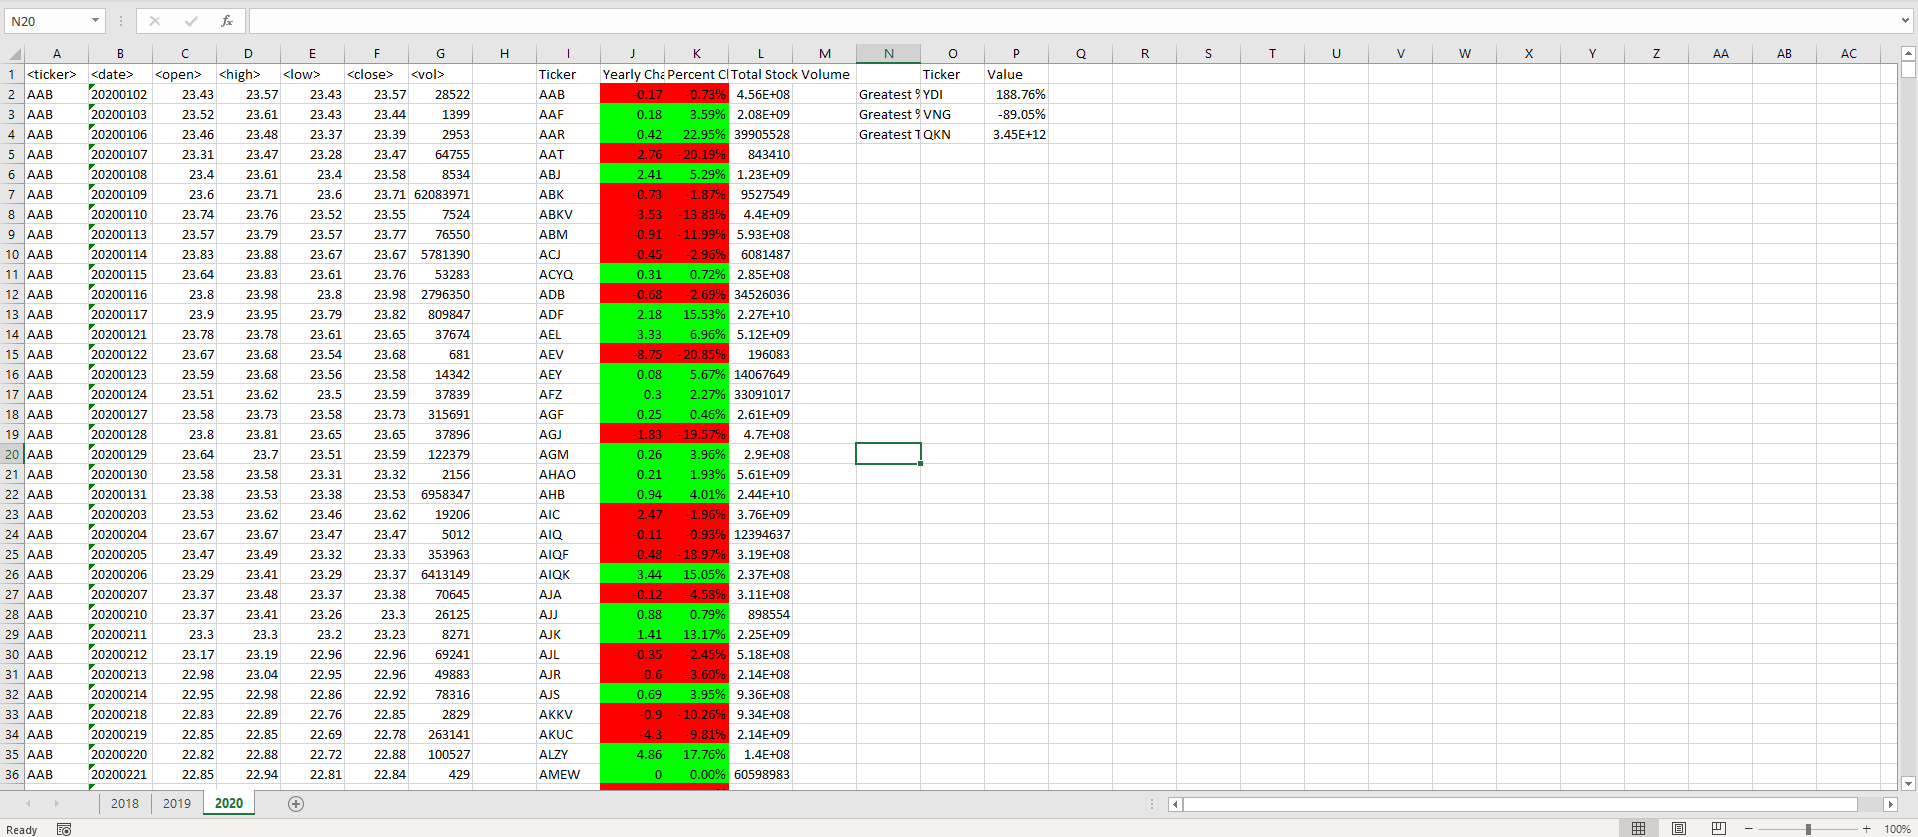 N20 fx
A B C D E F G H I J K L M N O P Q R S T U V W X Y Z AA AB AC
1 <ticker> <date> <open> <high> <low> <close> <vol> Ticker Yearly Cha Percent Cl Total Stock Volume Ticker Value
2 AAB 20200102 23.43 23.57 23.43 23.57 28522 AAB -0.17 -0.73% 4.56E+08 Greatest % YDI 188.76%
3 AAB 20200103 23.52 23.61 23.43 23.44 1399 AAF 0.18 3.59% 2.08E+09 Greatest % VNG -89.05%
4 AAB 20200106 23.46 23.48 23.37 23.39 2953 AAR 0.42 22.95% 39905528 Greatest T QKN 3.45E+12
5 AAB 20200107 23.31 23.47 23.28 23.47 64755 AAT -2.76 -20.19% 843410
6 AAB 20200108 23.4 23.61 23.4 23.58 8534 ABJ 2.41 5.29% 1.23E+09
7 AAB 20200109 23.6 23.71 23.6 23.71 62083971 ABK -0.73 -1.87% 9527549
8 AAB 20200110 23.74 23.76 23.52 23.55 7524 ABKV -3.53 -13.83% 4.4E+09
9 AAB 20200113 23.57 23.79 23.57 23.77 76550 ABM -0.91 -11.99% 5.93E+08
10 AAB 20200114 23.83 23.88 23.67 23.67 5781390 ACJ -0.45 -2.96% 6081487
11 AAB 20200115 23.64 23.83 23.61 23.76 53283 ACYQ 0.31 0.72% 2.85E+08
12 AAB 20200116 23.8 23.98 23.8 23.98 2796350 ADB -0.68 -2.69% 34526036
13 AAB 20200117 23.9 23.95 23.79 23.82 809847 ADF 2.18 15.53% 2.27E+10
14 AAB 20200121 23.78 23.78 23.61 23.65 37674 AEL 3.33 6.96% 5.12E+09
15 AAB 20200122 23.67 23.68 23.54 23.68 681 AEV -8.75 -20.85% 196083
16 AAB 20200123 23.59 23.68 23.56 23.58 14342 AEY 0.08 5.67% 14067649
17 AAB 20200124 23.51 23.62 23.5 23.59 37839 AFZ 0.3 2.27% 33091017
18 AAB 20200127 23.58 23.73 23.58 23.73 315691 AGF 0.25 0.46% 2.61E+09
19 AAB 20200128 23.8 23.81 23.65 23.65 37896 AGJ -1.83 -19.57% 4.7E+08
20 AAB 20200129 23.64 23.7 23.51 23.59 122379 AGM 0.26 3.96% 2.9E+08
21 AAB 20200130 23.58 23.58 23.31 23.32 2156 AHAO 0.21 1.93% 5.61E+09
22 AAB 20200131 23.38 23.53 23.38 23.53 6958347 AHB 0.94 4.01% 2.44E+10
23 AAB 20200203 23.53 23.62 23.46 23.62 19206 AIC -2.47 -1.96% 3.76E+09
24 AAB 20200204 23.67 23.67 23.47 23.47 5012 AIQ -0.11 -0.93% 12394637
25 AAB 20200205 23.47 23.49 23.32 23.33 353963 AIQF -0.48 -18.97% 3.19E+08
26 AAB 20200206 23.29 23.41 23.29 23.37 6413149 AIQK 3.44 15.05% 2.37E+08
27 AAB 20200207 23.37 23.48 23.37 23.38 70645 AJA -0.12 -4.58% 3.11E+08
28 AAB 20200210 23.37 23.41 23.26 23.3 26125 AJJ 0.88 0.79% 898554
29 AAB 20200211 23.3 23.3 23.2 23.23 8271 AJK 1.41 13.17% 2.25E+09
30 AAB 20200212 23.17 23.19 22.96 22.96 69241 AJL -0.35 -2.45% 5.18E+08
31 AAB 20200213 22.98 23.04 22.95 22.96 49883 AJR -0.6 -3.60% 2.14E+08
32 AAB 20200214 22.95 22.98 22.86 22.92 78316 AJS 0.69 3.95% 9.36E+08
33 AAB 20200218 22.83 22.89 22.76 22.85 2829 AKKV -0.9 -10.26% 9.34E+08
34 AAB 20200219 22.85 22.85 22.69 22.78 263141 AKUC -4.3 -9.81% 2.14E+09
35 AAB 20200220 22.82 22.88 22.72 22.88 100527 ALZY 4.86 17.76% 1.4E+08
36 AAB 20200221 22.85 22.94 22.81 22.84 429 AMEW 0 0.00% 60598983
2018 2019 2020
Ready 100%